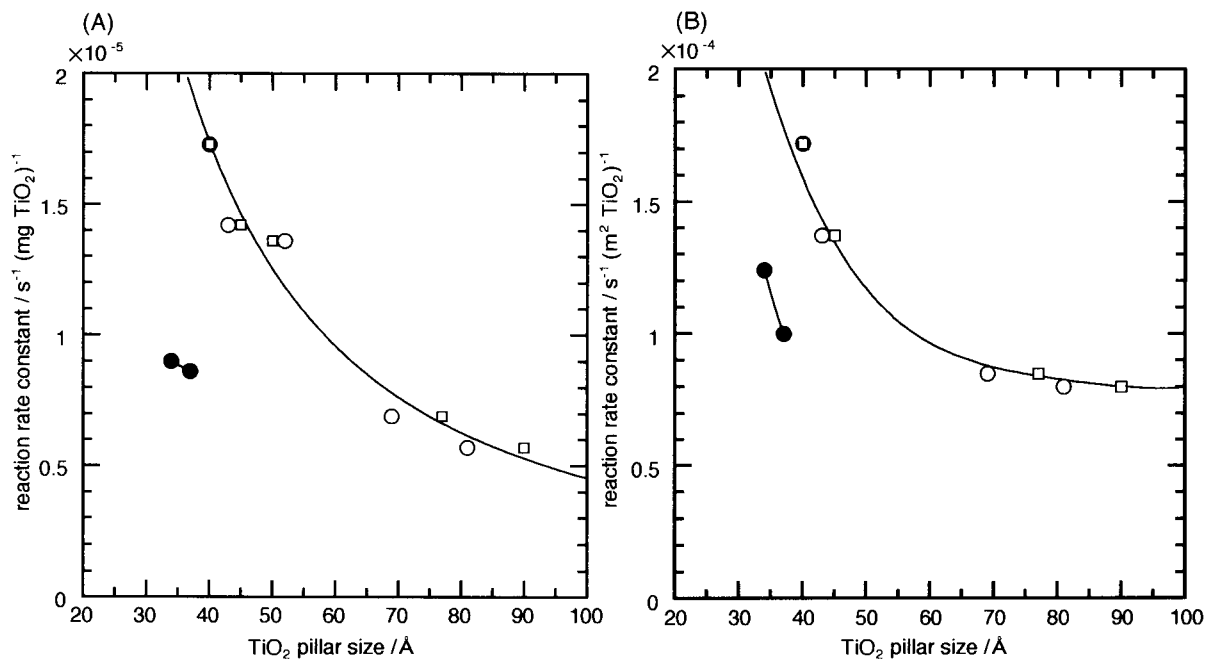 (A)
×10⁻⁵
2
1.5
1
0.5
0
20 30 40 50 60 70 80 90 100
TiO₂ pillar size /Å
reaction rate constant / s⁻¹ (mg TiO₂)⁻¹
(B)
×10⁻⁴
2
1.5
1
0.5
0
20 30 40 50 60 70 80 90 100
TiO₂ pillar size /Å
reaction rate constant / s⁻¹ (m² TiO₂)⁻¹